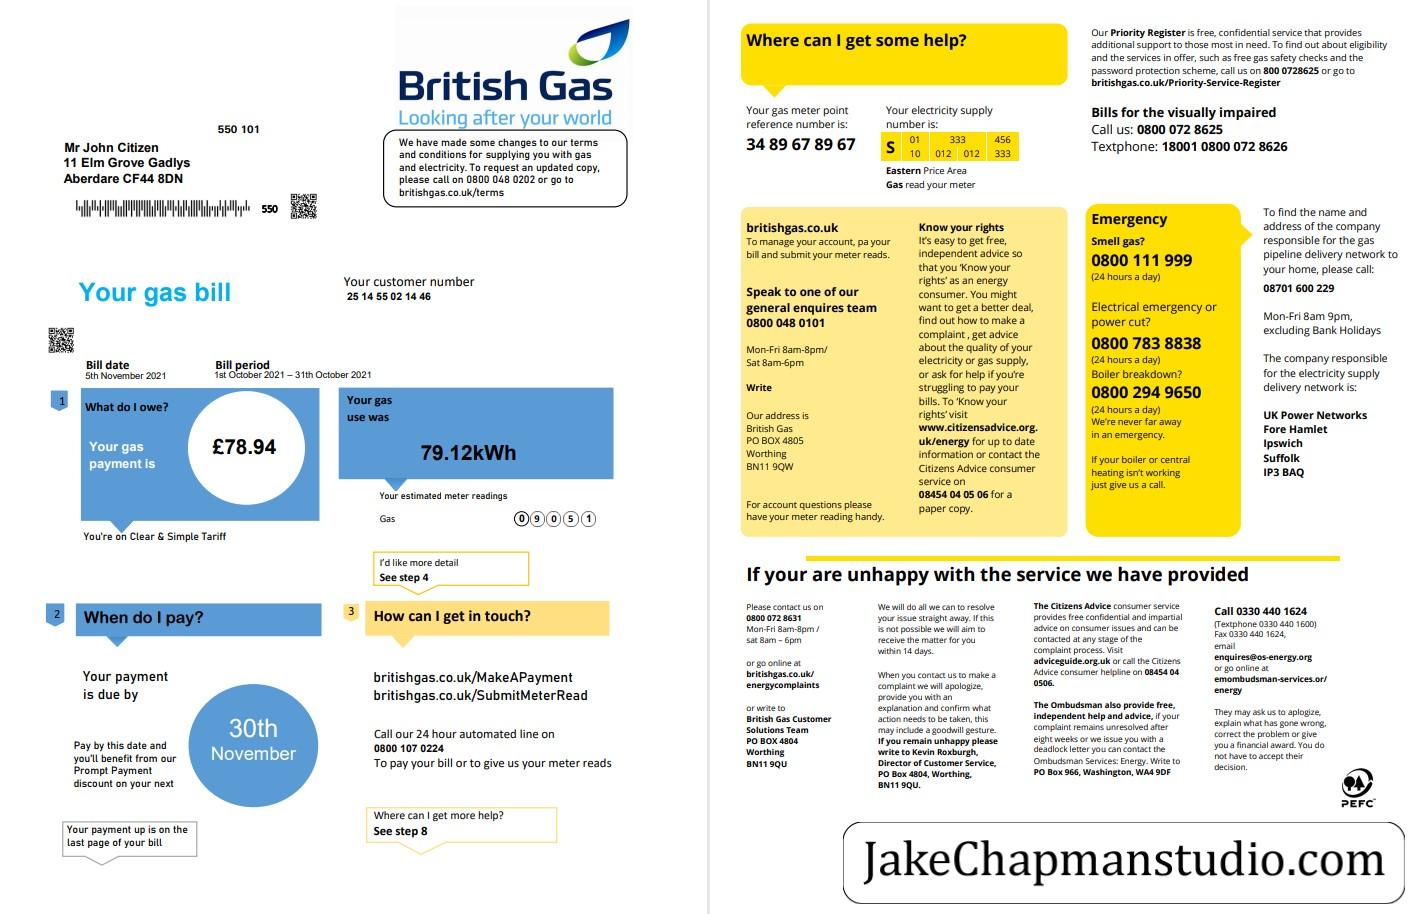 British Gas
Looking after your world
550 101
Mr John Citizen
11 Elm Grove Gadlys
Aberdare CF44 8DN
550
We have made some changes to our terms
and conditions for supplying you with gas
and electricity. To request an updated copy,
please call on 0800 048 0202 or go to
britishgas.co.uk/terms
Your gas bill
Your customer number
25 14 55 02 14 46
Bill date
5th November 2021
Bill period
1st October 2021 – 31th October 2021
1
What do I owe?
Your gas
payment is
£78.94
You're on Clear & Simple Tariff
Your gas
use was
79.12kWh
Your estimated meter readings
Gas
0 9 0 5 1
I'd like more detail
See step 4
2
When do I pay?
Your payment
is due by
30th
November
Pay by this date and
you'll benefit from our
Prompt Payment
discount on your next
Your payment up is on the
last page of your bill
3
How can I get in touch?
britishgas.co.uk/MakeAPayment
britishgas.co.uk/SubmitMeterRead
Call our 24 hour automated line on
0800 107 0224
To pay your bill or to give us your meter reads
Where can I get more help?
See step 8
Where can I get some help?
Your gas meter point
reference number is:
34 89 67 89 67
Your electricity supply
number is:
S
01 333 456
10 012 012 333
Eastern Price Area
Gas read your meter
Our Priority Register is free, confidential service that provides
additional support to those most in need. To find out about eligibility
and the services in offer, such as free gas safety checks and the
password protection scheme, call us on 800 0728625 or go to
britishgas.co.uk/Priority-Service-Register
Bills for the visually impaired
Call us: 0800 072 8625
Textphone: 18001 0800 072 8626
britishgas.co.uk
To manage your account, pa your
bill and submit your meter reads.
Speak to one of our
general enquires team
0800 048 0101
Mon-Fri 8am-8pm/
Sat 8am-6pm
Write
Our address is
British Gas
PO BOX 4805
Worthing
BN11 9QW
For account questions please
have your meter reading handy.
Know your rights
It's easy to get free,
independent advice so
that you 'Know your
rights' as an energy
consumer. You might
want to get a better deal,
find out how to make a
complaint , get advice
about the quality of your
electricity or gas supply,
or ask for help if you're
struggling to pay your
bills. To 'Know your
rights' visit
www.citizensadvice.org.
uk/energy for up to date
information or contact the
Citizens Advice consumer
service on
08454 04 05 06 for a
paper copy.
Emergency
Smell gas?
0800 111 999
(24 hours a day)
Electrical emergency or
power cut?
0800 783 8838
(24 hours a day)
Boiler breakdown?
0800 294 9650
(24 hours a day)
We're never far away
in an emergency.
If your boiler or central
heating isn't working
just give us a call.
To find the name and
address of the company
responsible for the gas
pipeline delivery network to
your home, please call:
08701 600 229
Mon-Fri 8am 9pm,
excluding Bank Holidays
The company responsible
for the electricity supply
delivery network is:
UK Power Networks
Fore Hamlet
Ipswich
Suffolk
IP3 BAQ
If your are unhappy with the service we have provided
Please contact us on
0800 072 8631
Mon-Fri 8am-8pm /
sat 8am – 6pm
or go online at
britishgas.co.uk/
energycomplaints
or write to
British Gas Customer
Solutions Team
PO BOX 4804
Worthing
BN11 9QU
We will do all we can to resolve
your issue straight away. If this
is not possible we will aim to
receive the matter for you
within 14 days.
When you contact us to make a
complaint we will apologize,
provide you with an
explanation and confirm what
action needs to be taken, this
may include a goodwill gesture.
If you remain unhappy please
write to Kevin Roxburgh,
Director of Customer Service,
PO Box 4804, Worthing,
BN11 9QU.
The Citizens Advice consumer service
provides free confidential and impartial
advice on consumer issues and can be
contacted at any stage of the
complaint process. Visit
adviceguide.org.uk or call the Citizens
Advice consumer helpline on 08454 04
0506.
The Ombudsman also provide free,
independent help and advice, if your
complaint remains unresolved after
eight weeks or we issue you with a
deadlock letter you can contact the
Ombudsman Services: Energy. Write to
PO Box 966, Washington, WA4 9DF
Call 0330 440 1624
(Textphone 0330 440 1600)
Fax 0330 440 1624,
email
enquires@os-energy.org
or go online at
emombudsman-services.or/
energy
They may ask us to aplogize,
explain what has gone wrong,
correct the problem or give
you a financial award. You do
not have to accept their
decision.
PEFC
JakeChapmanstudio.com